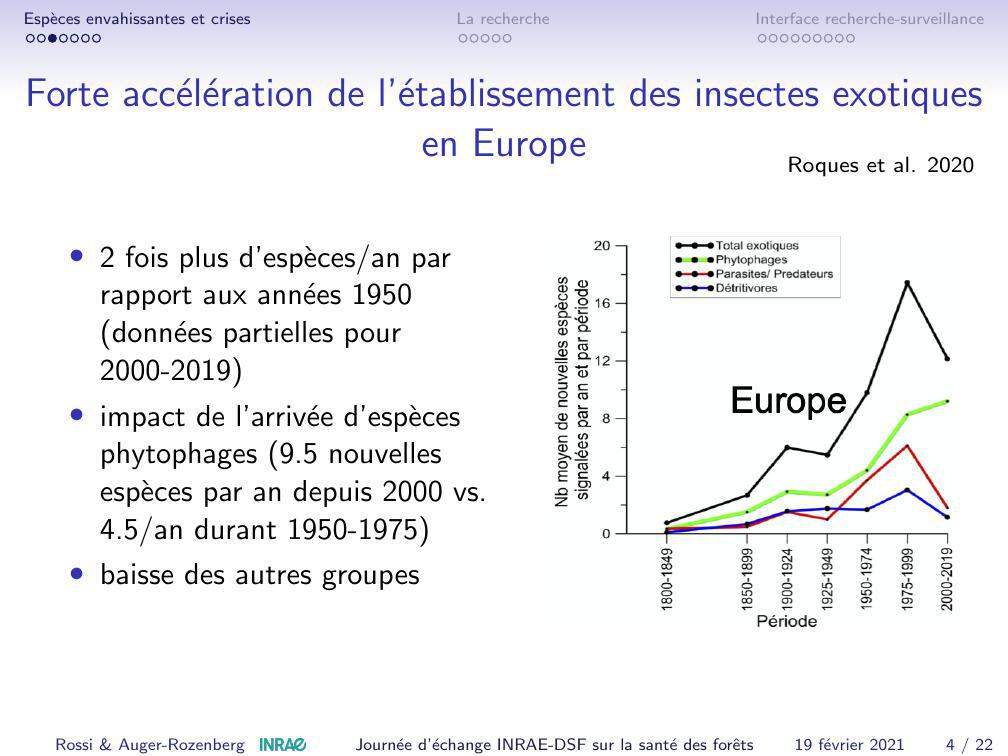 Espèces envahissantes et crises
La recherche
Interface recherche-surveillance
Forte accélération de l'établissement des insectes exotiques
en Europe
Roques et al. 2020
• 2 fois plus d'espèces/an par
rapport aux années 1950
(données partielles pour
2000-2019)
• impact de l'arrivée d'espèces
phytophages (9.5 nouvelles
espèces par an depuis 2000 vs.
4.5/an durant 1950-1975)
• baisse des autres groupes
Nb moyen de nouvelles espèces
signalées par an et par période
20
16
12
8
4
0
Total exotiques
Phytophages
Parasites/ Predateurs
Détritivores
Europe
1800-1849
1850-1899
1900-1924
1925-1949
1950-1974
1975-1999
2000-2019
Période
Rossi & Auger-Rozenberg INRAE Journée d'échange INRAE-DSF sur la santé des forêts 19 février 2021 4 / 22